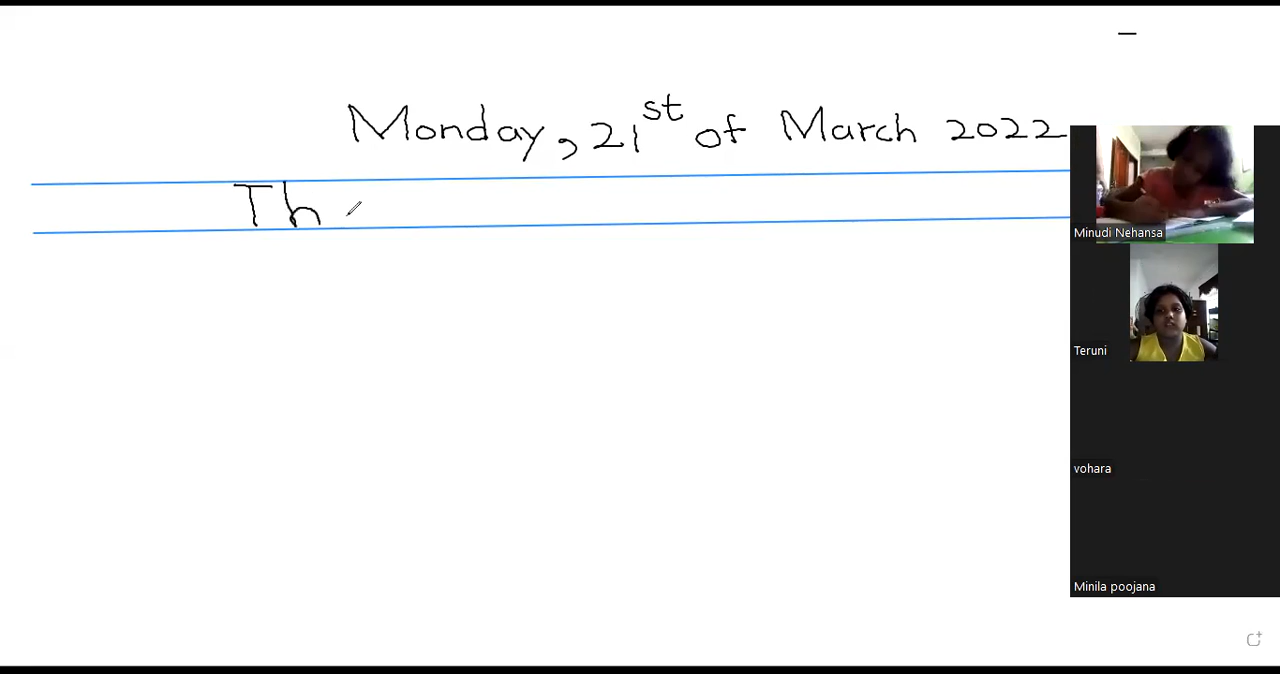 Monday, 21st of March 2022
Th
Minudi Nehansa
Teruni
vohara
Minila poojana